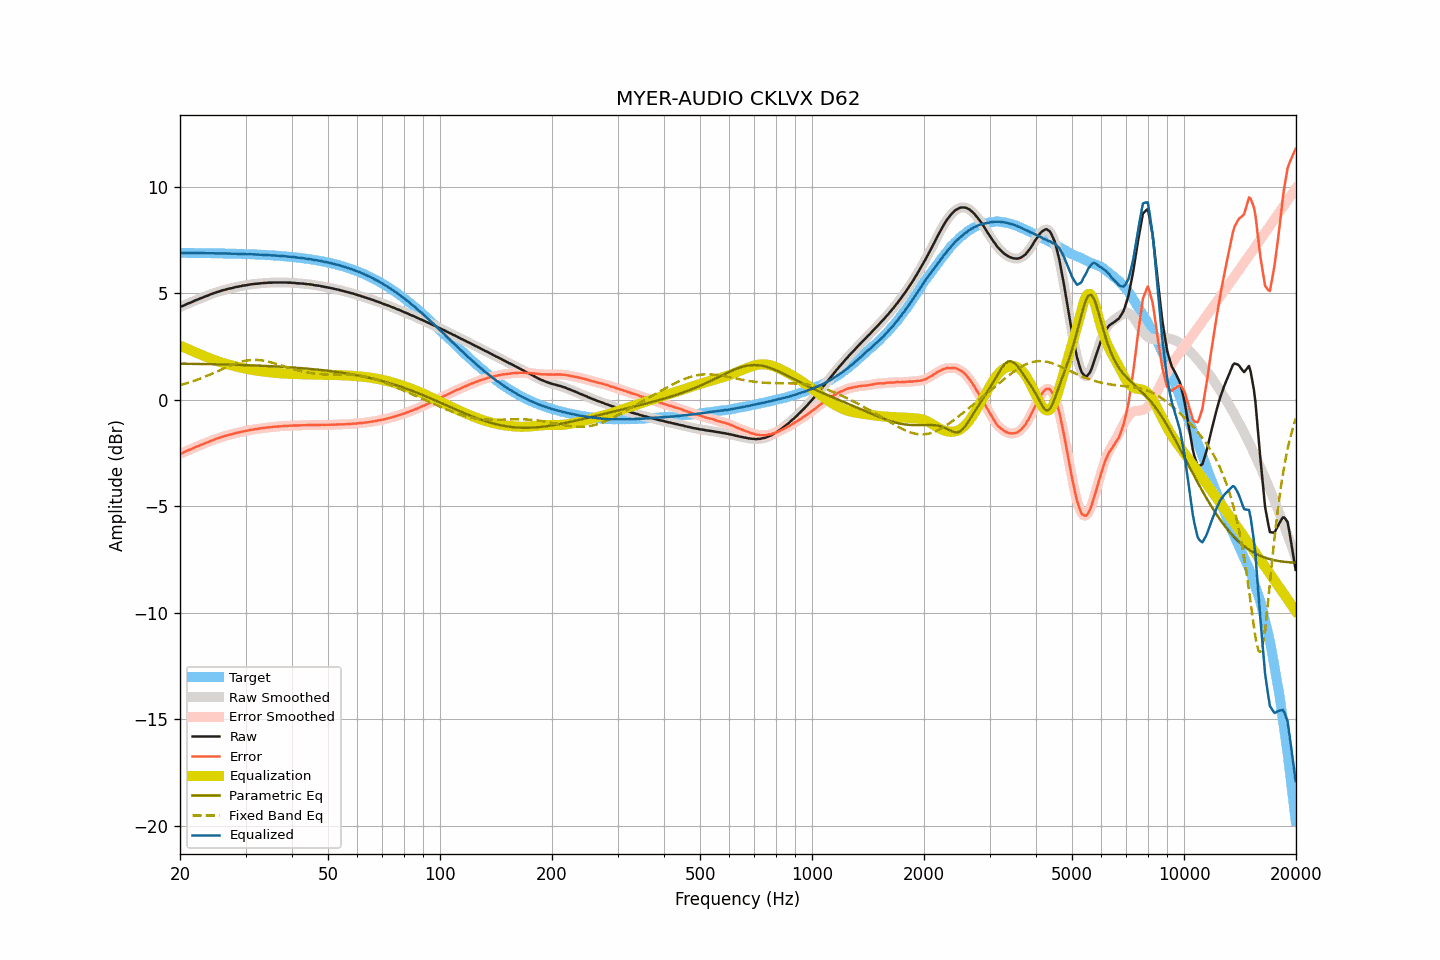 MYER-AUDIO CKLVX D62
Amplitude (dBr)
10
5
0
−5
−10
−15
−20
Target
Raw Smoothed
Error Smoothed
Raw
Error
Equalization
Parametric Eq
Fixed Band Eq
Equalized
20 50 100 200 500 1000 2000 5000 10000 20000
Frequency (Hz)